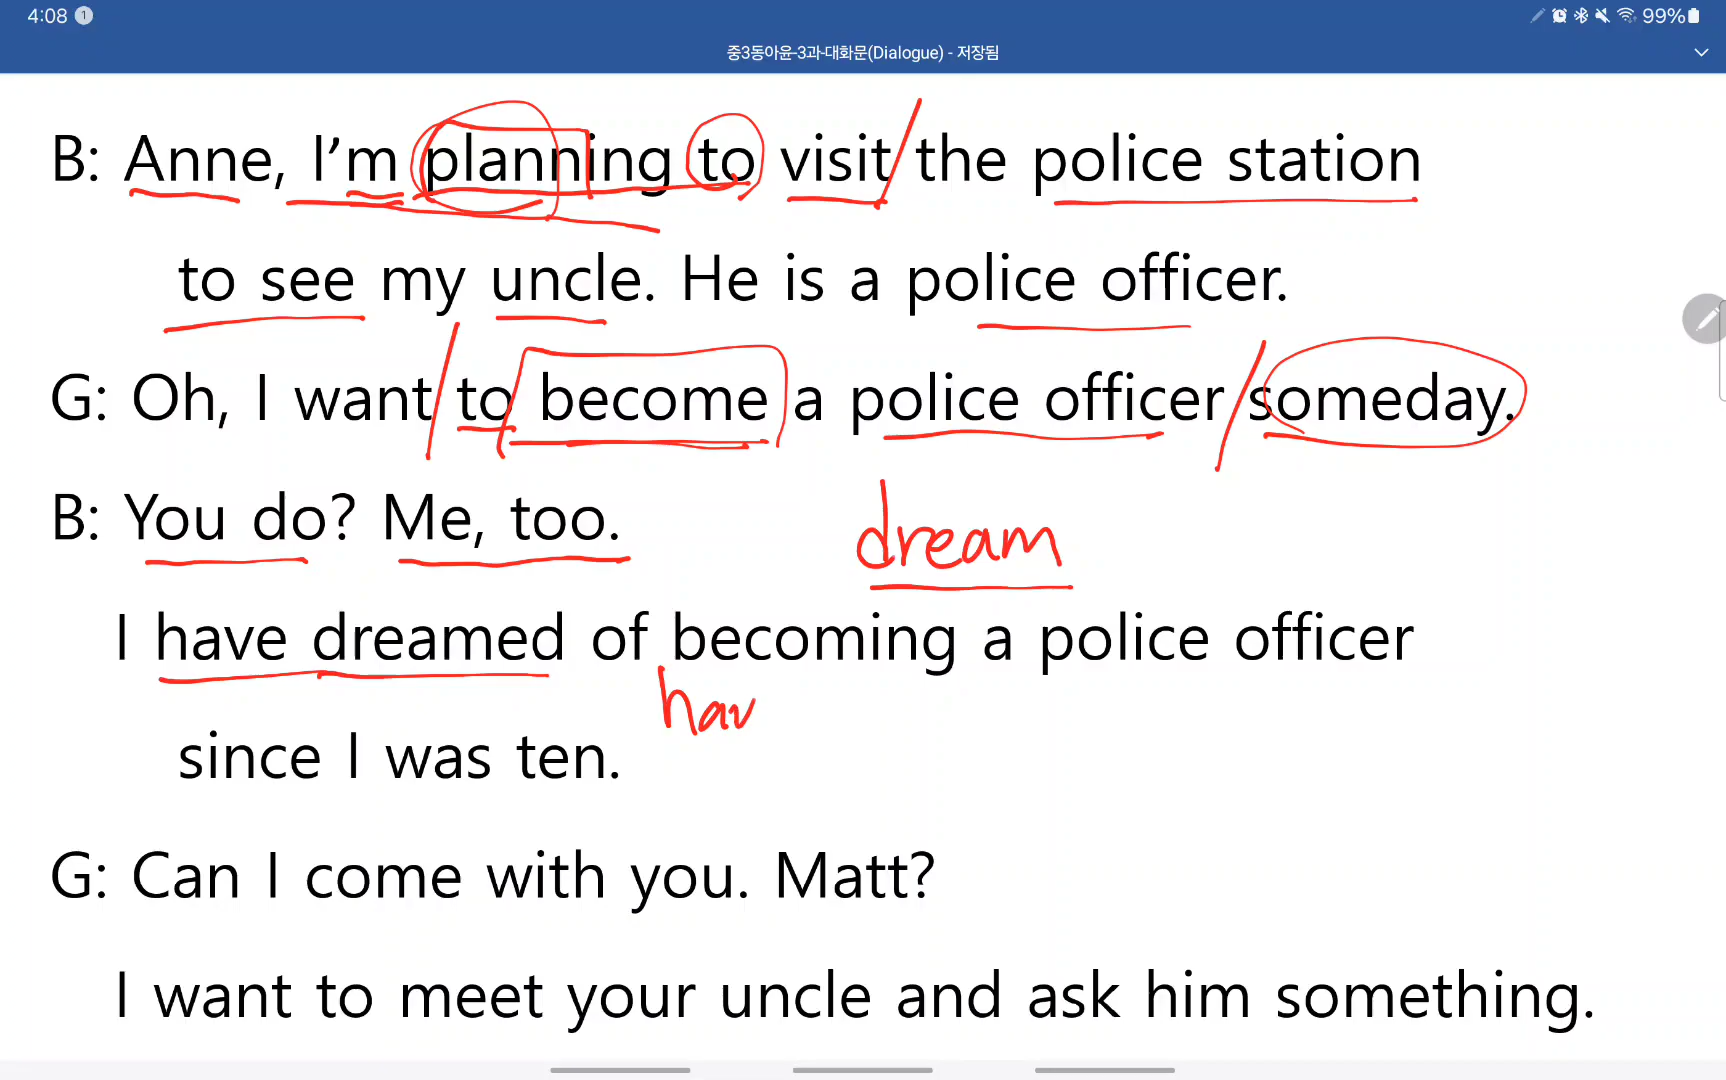 4:08 1 99%
중3동아윤-3과-대화문(Dialogue) - 저장됨
B: Anne, I'm planning to visit the police station
to see my uncle. He is a police officer.
G: Oh, I want to become a police officer someday.
B: You do? Me, too.
dream
I have dreamed of becoming a police officer
hav
since I was ten.
G: Can I come with you. Matt?
I want to meet your uncle and ask him something.